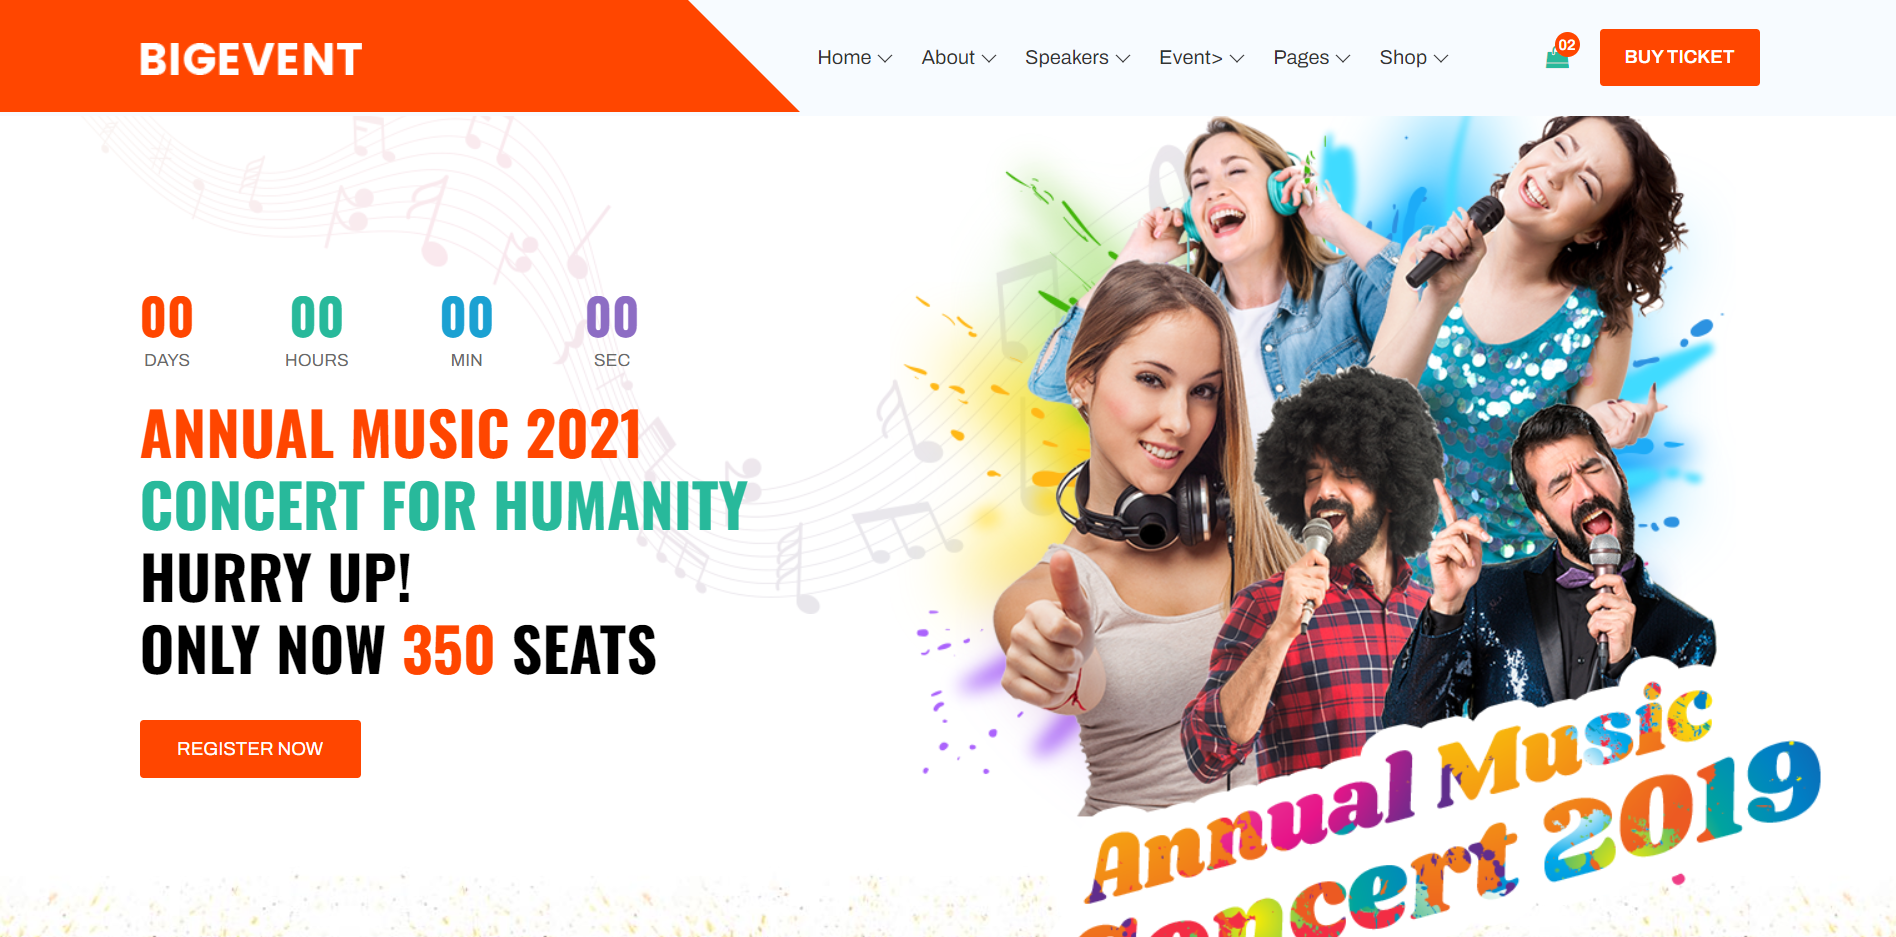 BIGEVENT
Home About Speakers Event> Pages Shop 02 BUY TICKET
00 00 00 00
DAYS HOURS MIN SEC
ANNUAL MUSIC 2021
CONCERT FOR HUMANITY
HURRY UP!
ONLY NOW 350 SEATS
REGISTER NOW
Annual Music
Concert 2019